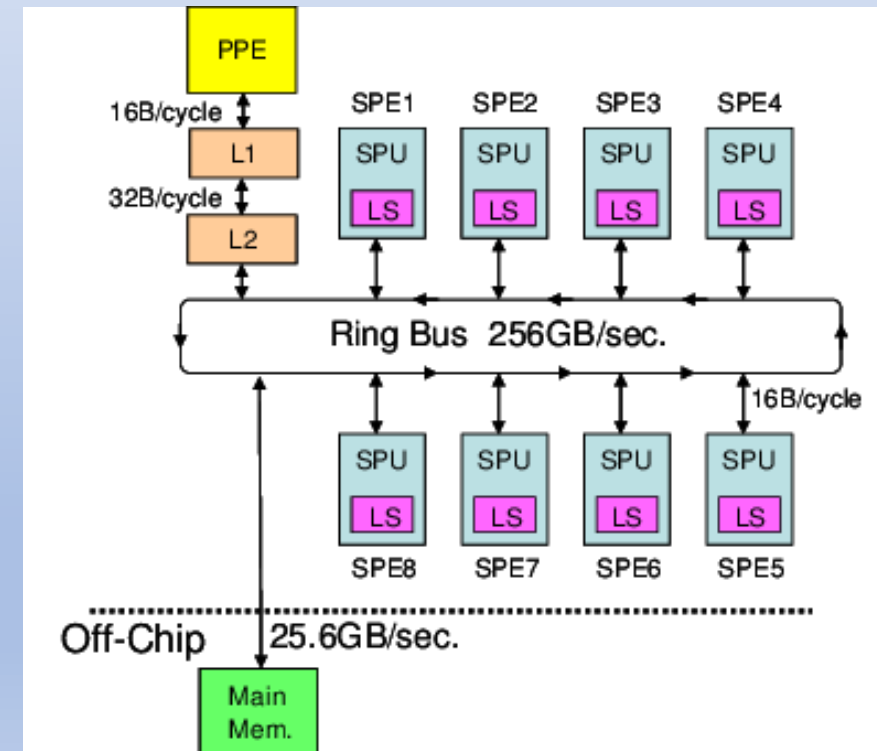 PPE
16B/cycle
L1
32B/cycle
L2
SPE1 SPE2 SPE3 SPE4
SPU SPU SPU SPU
LS LS LS LS
Ring Bus 256GB/sec.
16B/cycle
SPU SPU SPU SPU
LS LS LS LS
SPE8 SPE7 SPE6 SPE5
Off-Chip 25.6GB/sec.
Main
Mem.